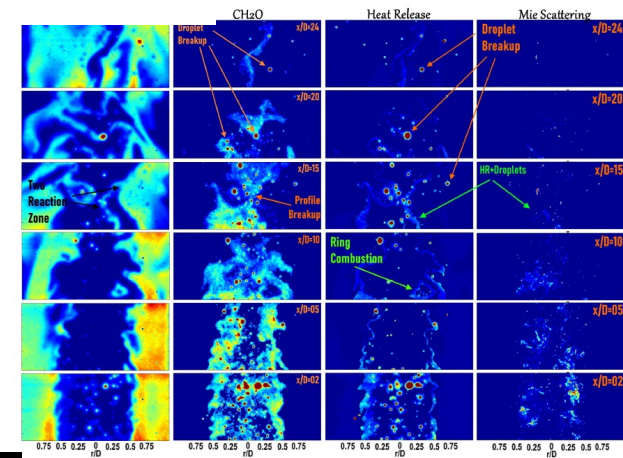 CH2O
Heat Release
Mie Scattering
Droplet
Breakup
x/D=24
Droplet
Breakup
x/D=24
x/D=20
x/D=20
Two
Reaction
Zone
x/D=15
Profile
Breakup
HR+Droplets
x/D=15
x/D=10
Ring
Combustion
x/D=10
x/D=05
x/D=05
x/D=02
x/D=02
0.75 0.5 0.25 0 0.25 0.5 0.75
0.75 0.5 0.25 0 0.25 0.5 0.75
0.75 0.5 0.25 0 0.25 0.5 0.75
0.75 0.5 0.25 0 0.25 0.5 0.75
r/D
r/D
r/D
r/D